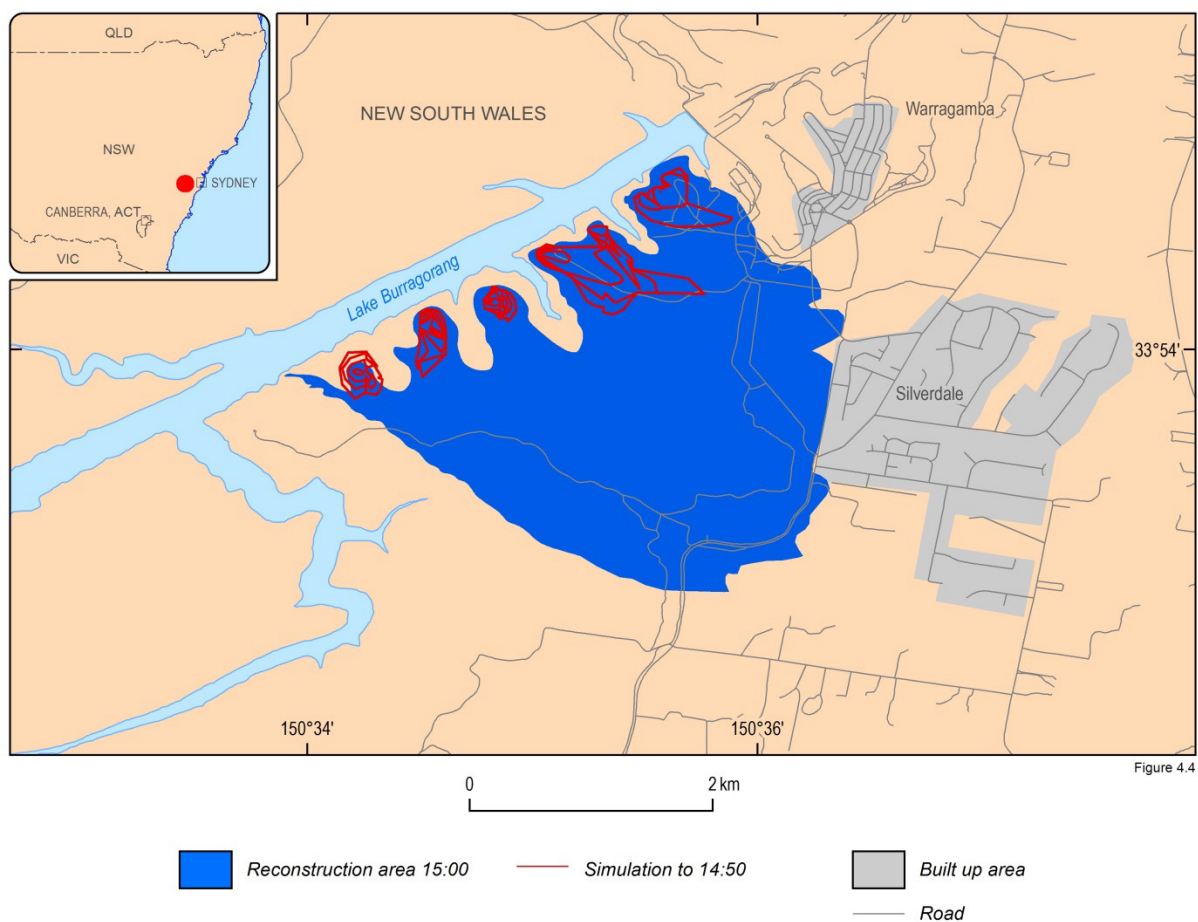 QLD
NSW
SYDNEY
CANBERRA, ACT
VIC
NEW SOUTH WALES
Warragamba
Lake Burragorang
33°54'
Silverdale
150°34'
150°36'
Figure 4.4
0 2 km
Reconstruction area 15:00
Simulation to 14:50
Built up area
Road